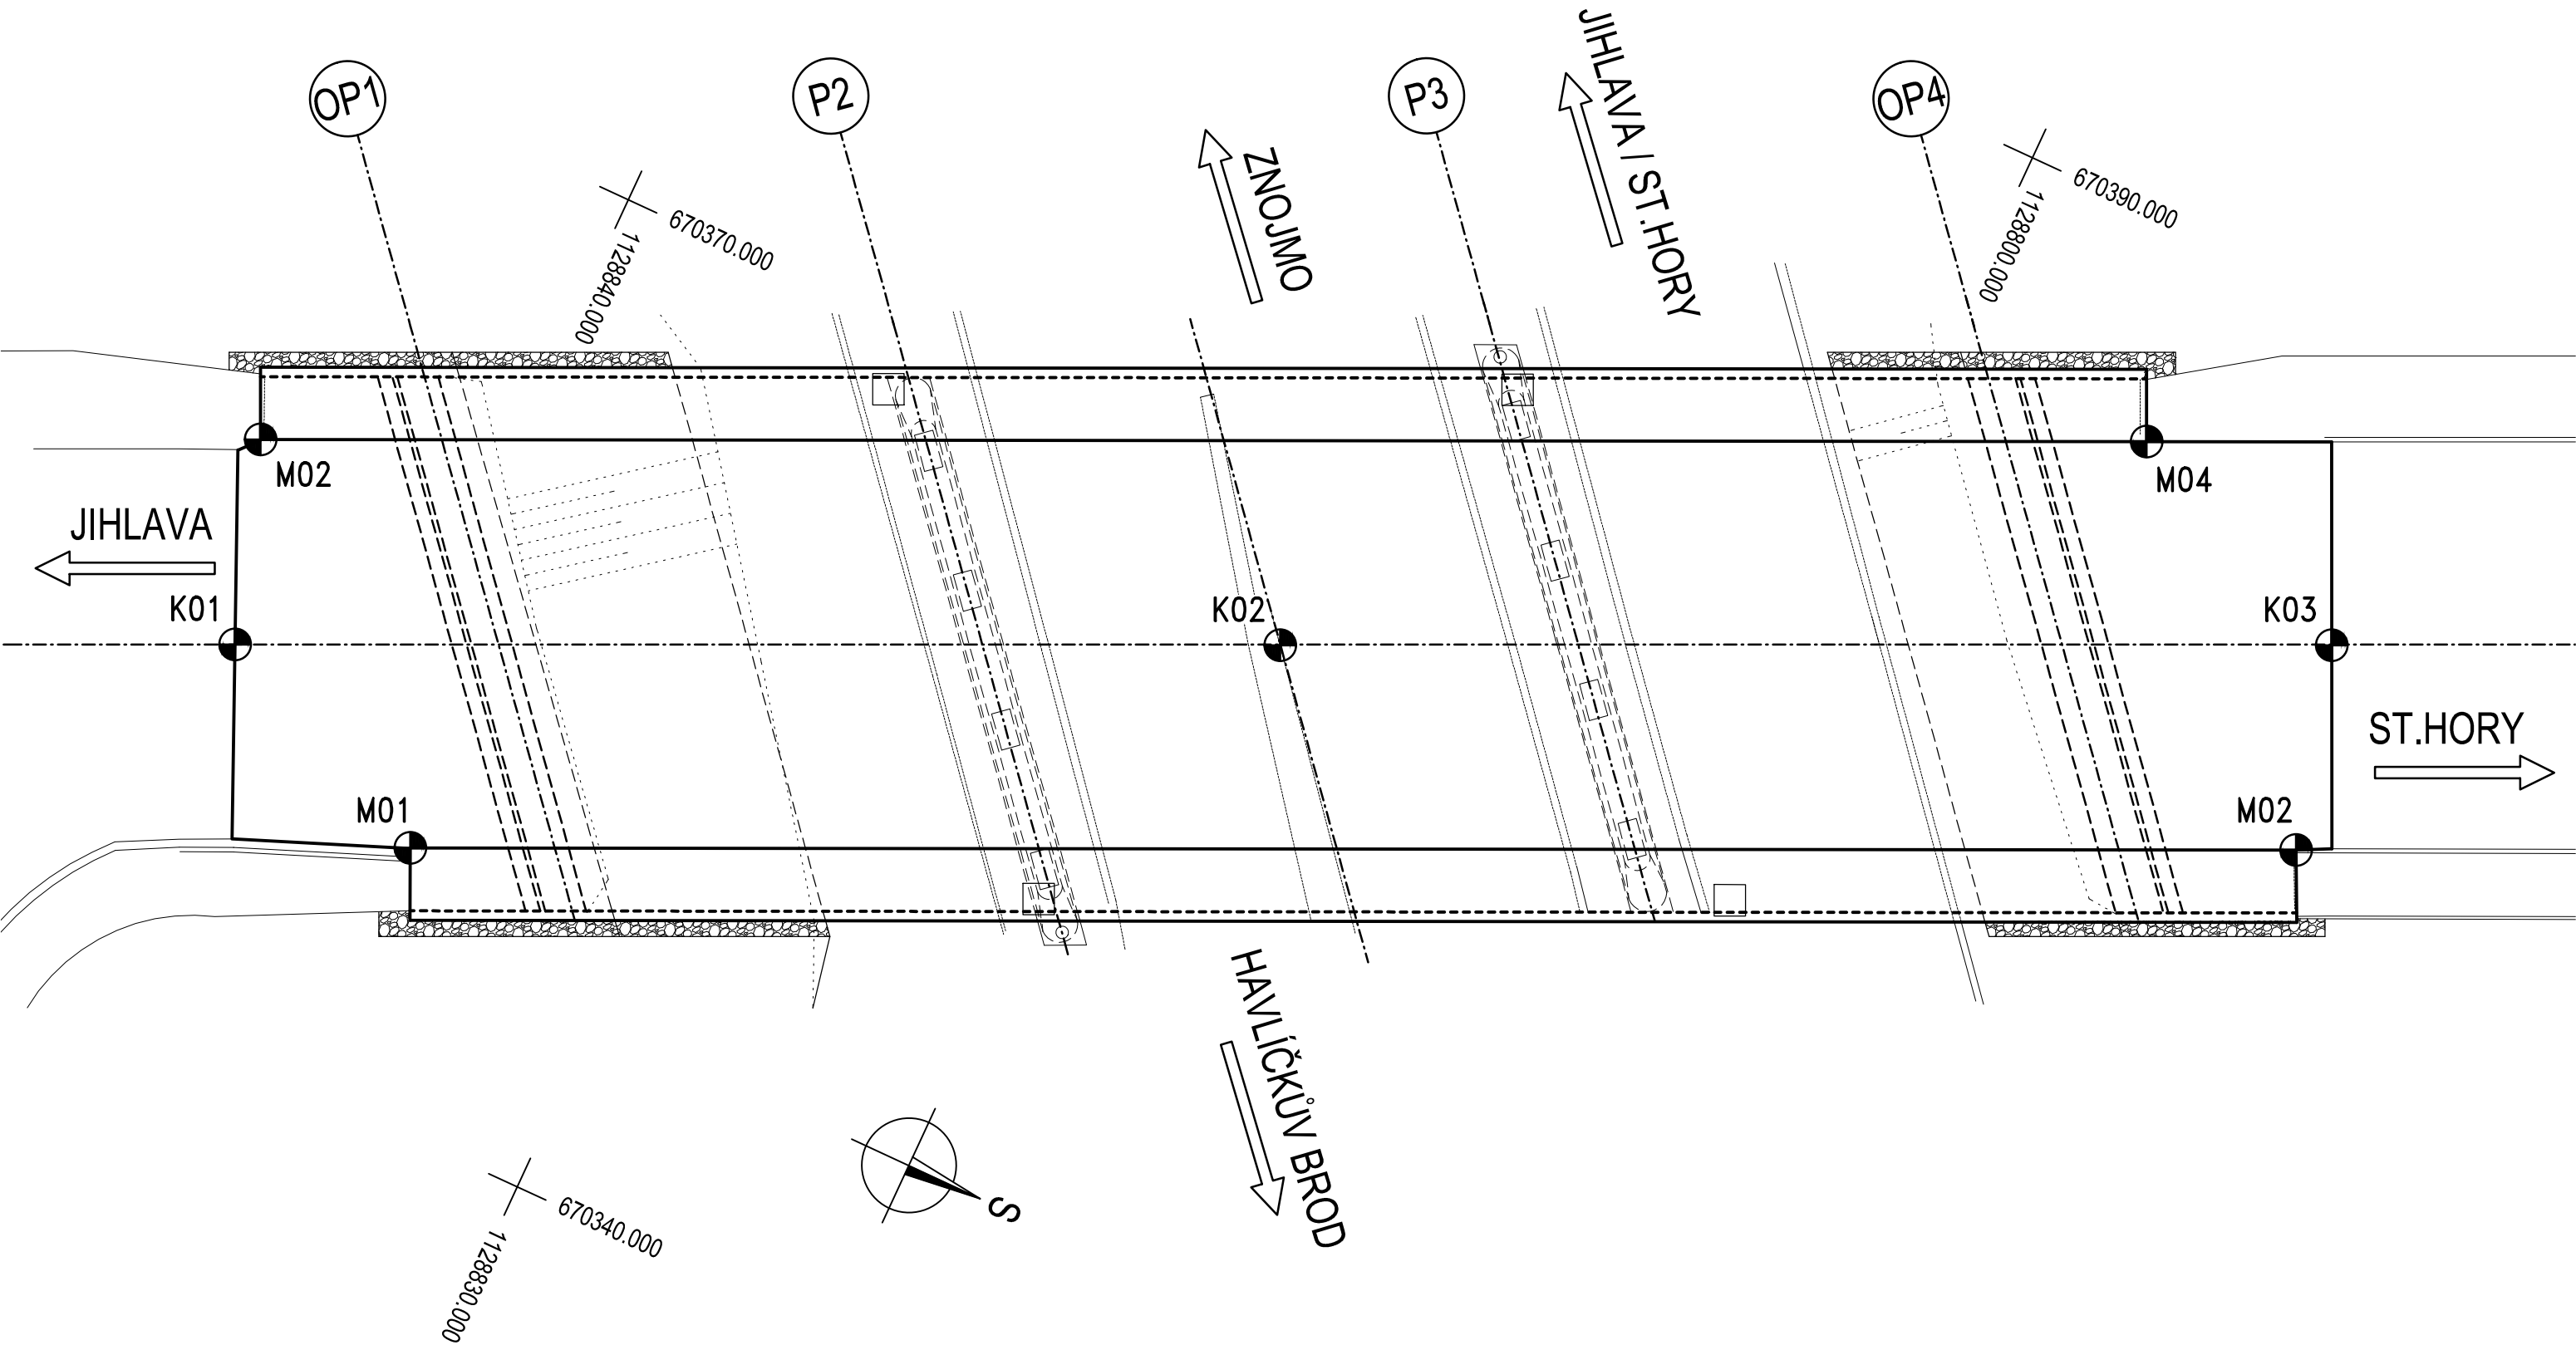 OP1
P2
P3
JIHLAVA / ST.HORY
OP4
ZNOJMO
670370.000
1128840.000
670390.000
1128800.000
M02
M04
JIHLAVA
K01
K02
K03
ST.HORY
M01
M02
HAVLÍČKŮV BROD
S
670340.000
1128830.000